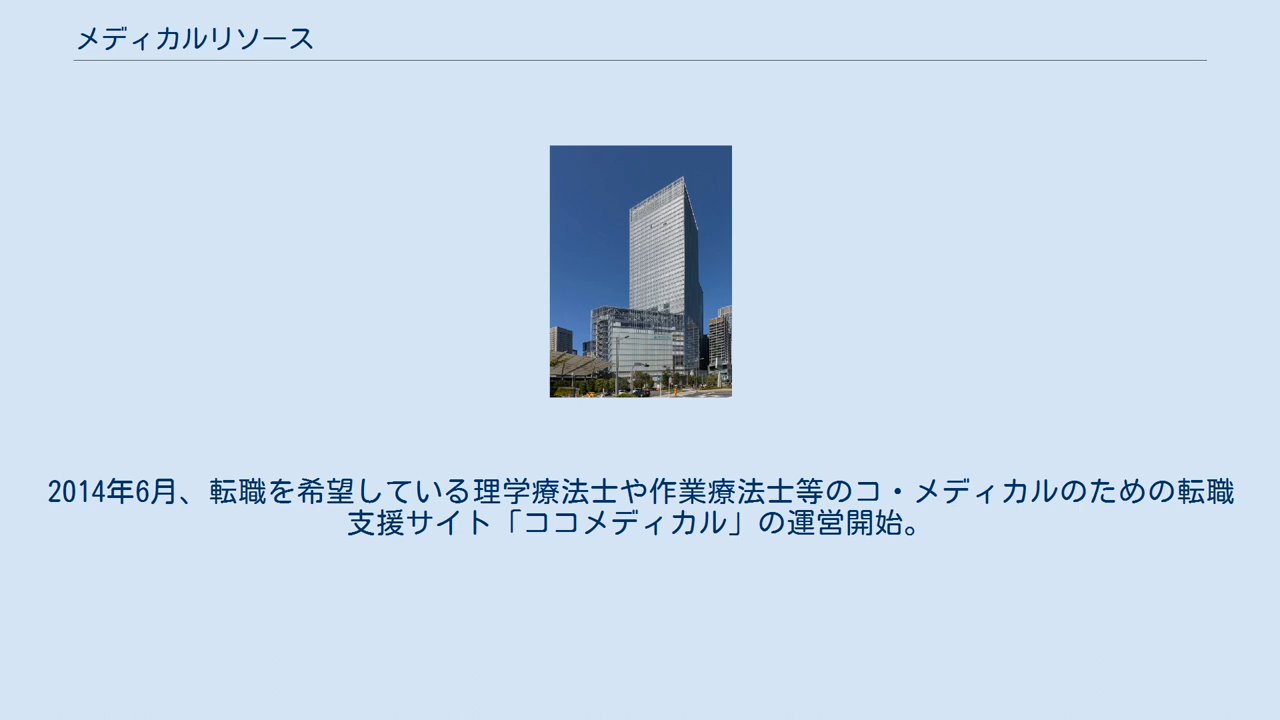 メディカルリソース
2014年6月、転職を希望している理学療法士や作業療法士等のコ・メディカルのための転職
支援サイト「ココメディカル」の運営開始。